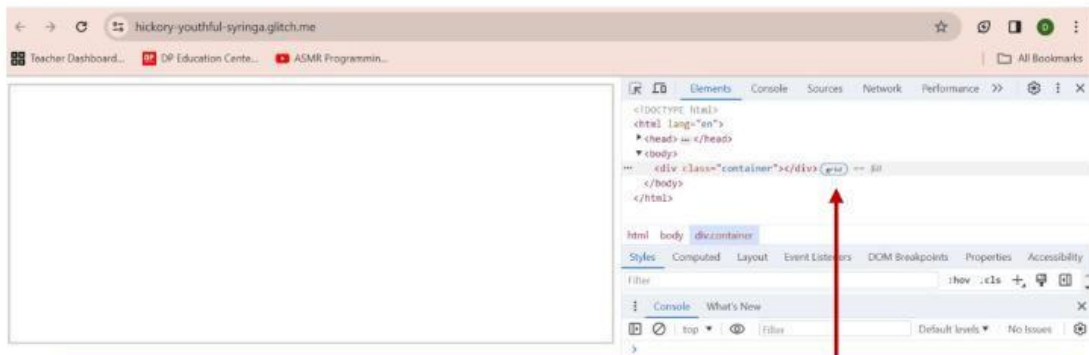 hickory-youthful-syringa.glitch.me
Teacher Dashboard... DP DP Education Cente... ASMR Programmin... All Bookmarks
Elements Console Sources Network Performance
<!DOCTYPE html>
<html lang="en">
<head> … </head>
<body>
<div class="container"></div> grid == $0
</body>
</html>
html body div.container
Styles Computed Layout Event Listeners DOM Breakpoints Properties Accessibility
Filter :hov .cls
Console What's New
top Filter Default levels No Issues